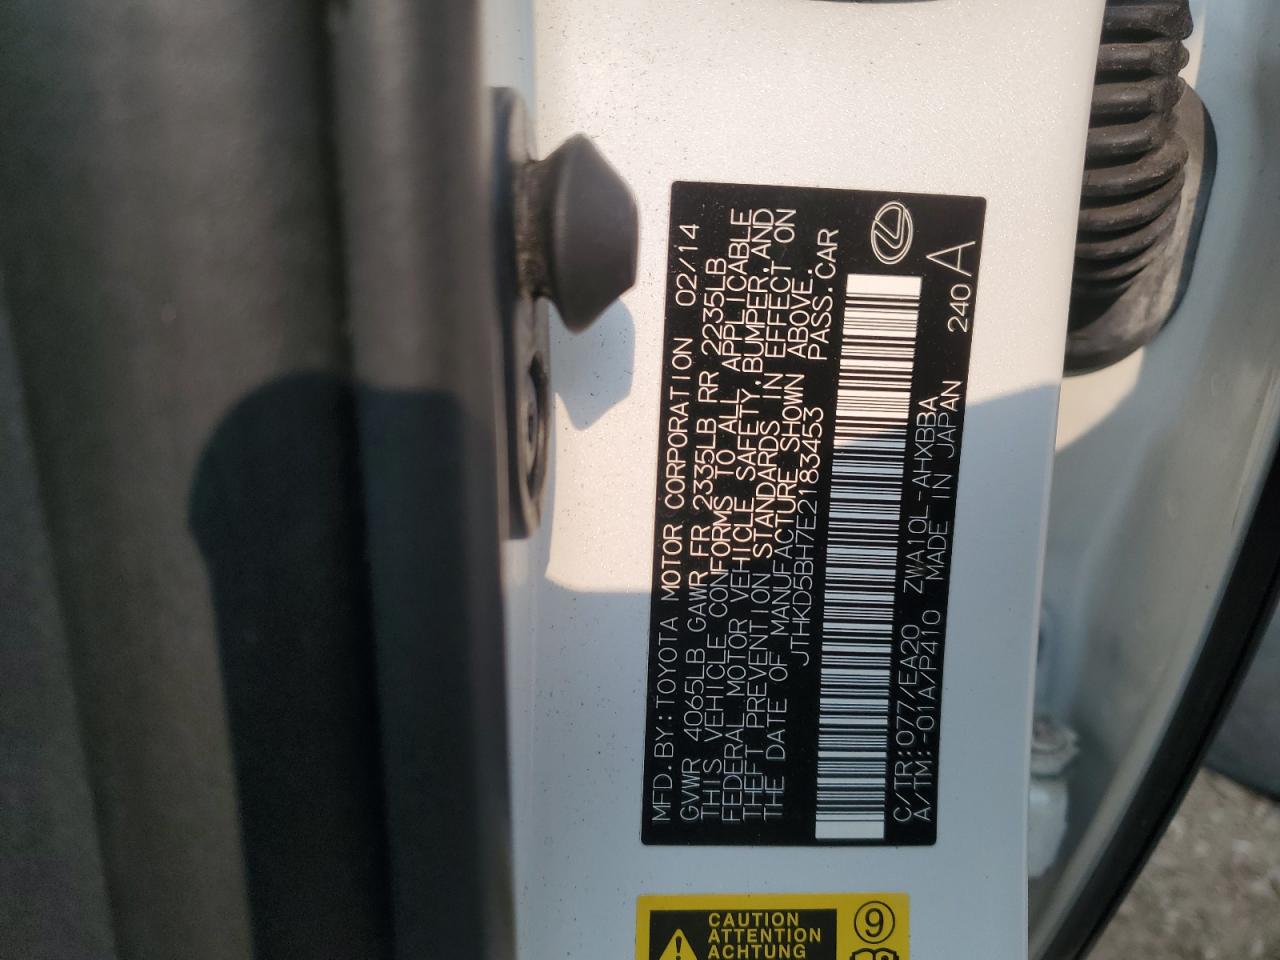 MFD.BY:TOYOTA MOTOR CORPORATION 02/14
GVWR 4065LB GAWR FR 2335LB RR 2235LB
THIS VEHICLE CONFORMS TO ALL APPLICABLE
FEDERAL MOTOR VEHICLE SAFETY,BUMPER,AND
THEFT PREVENTION STANDARDS IN EFFECT ON
THE DATE OF MANUFACTURE SHOWN ABOVE.
JTHKD5BH7E2183453 PASS.CAR
C/TR:077/EA20 ZWA10L-AHXBBA 240A
A/TM:-01A/P410 MADE IN JAPAN
CAUTION
ATTENTION
ACHTUNG
9